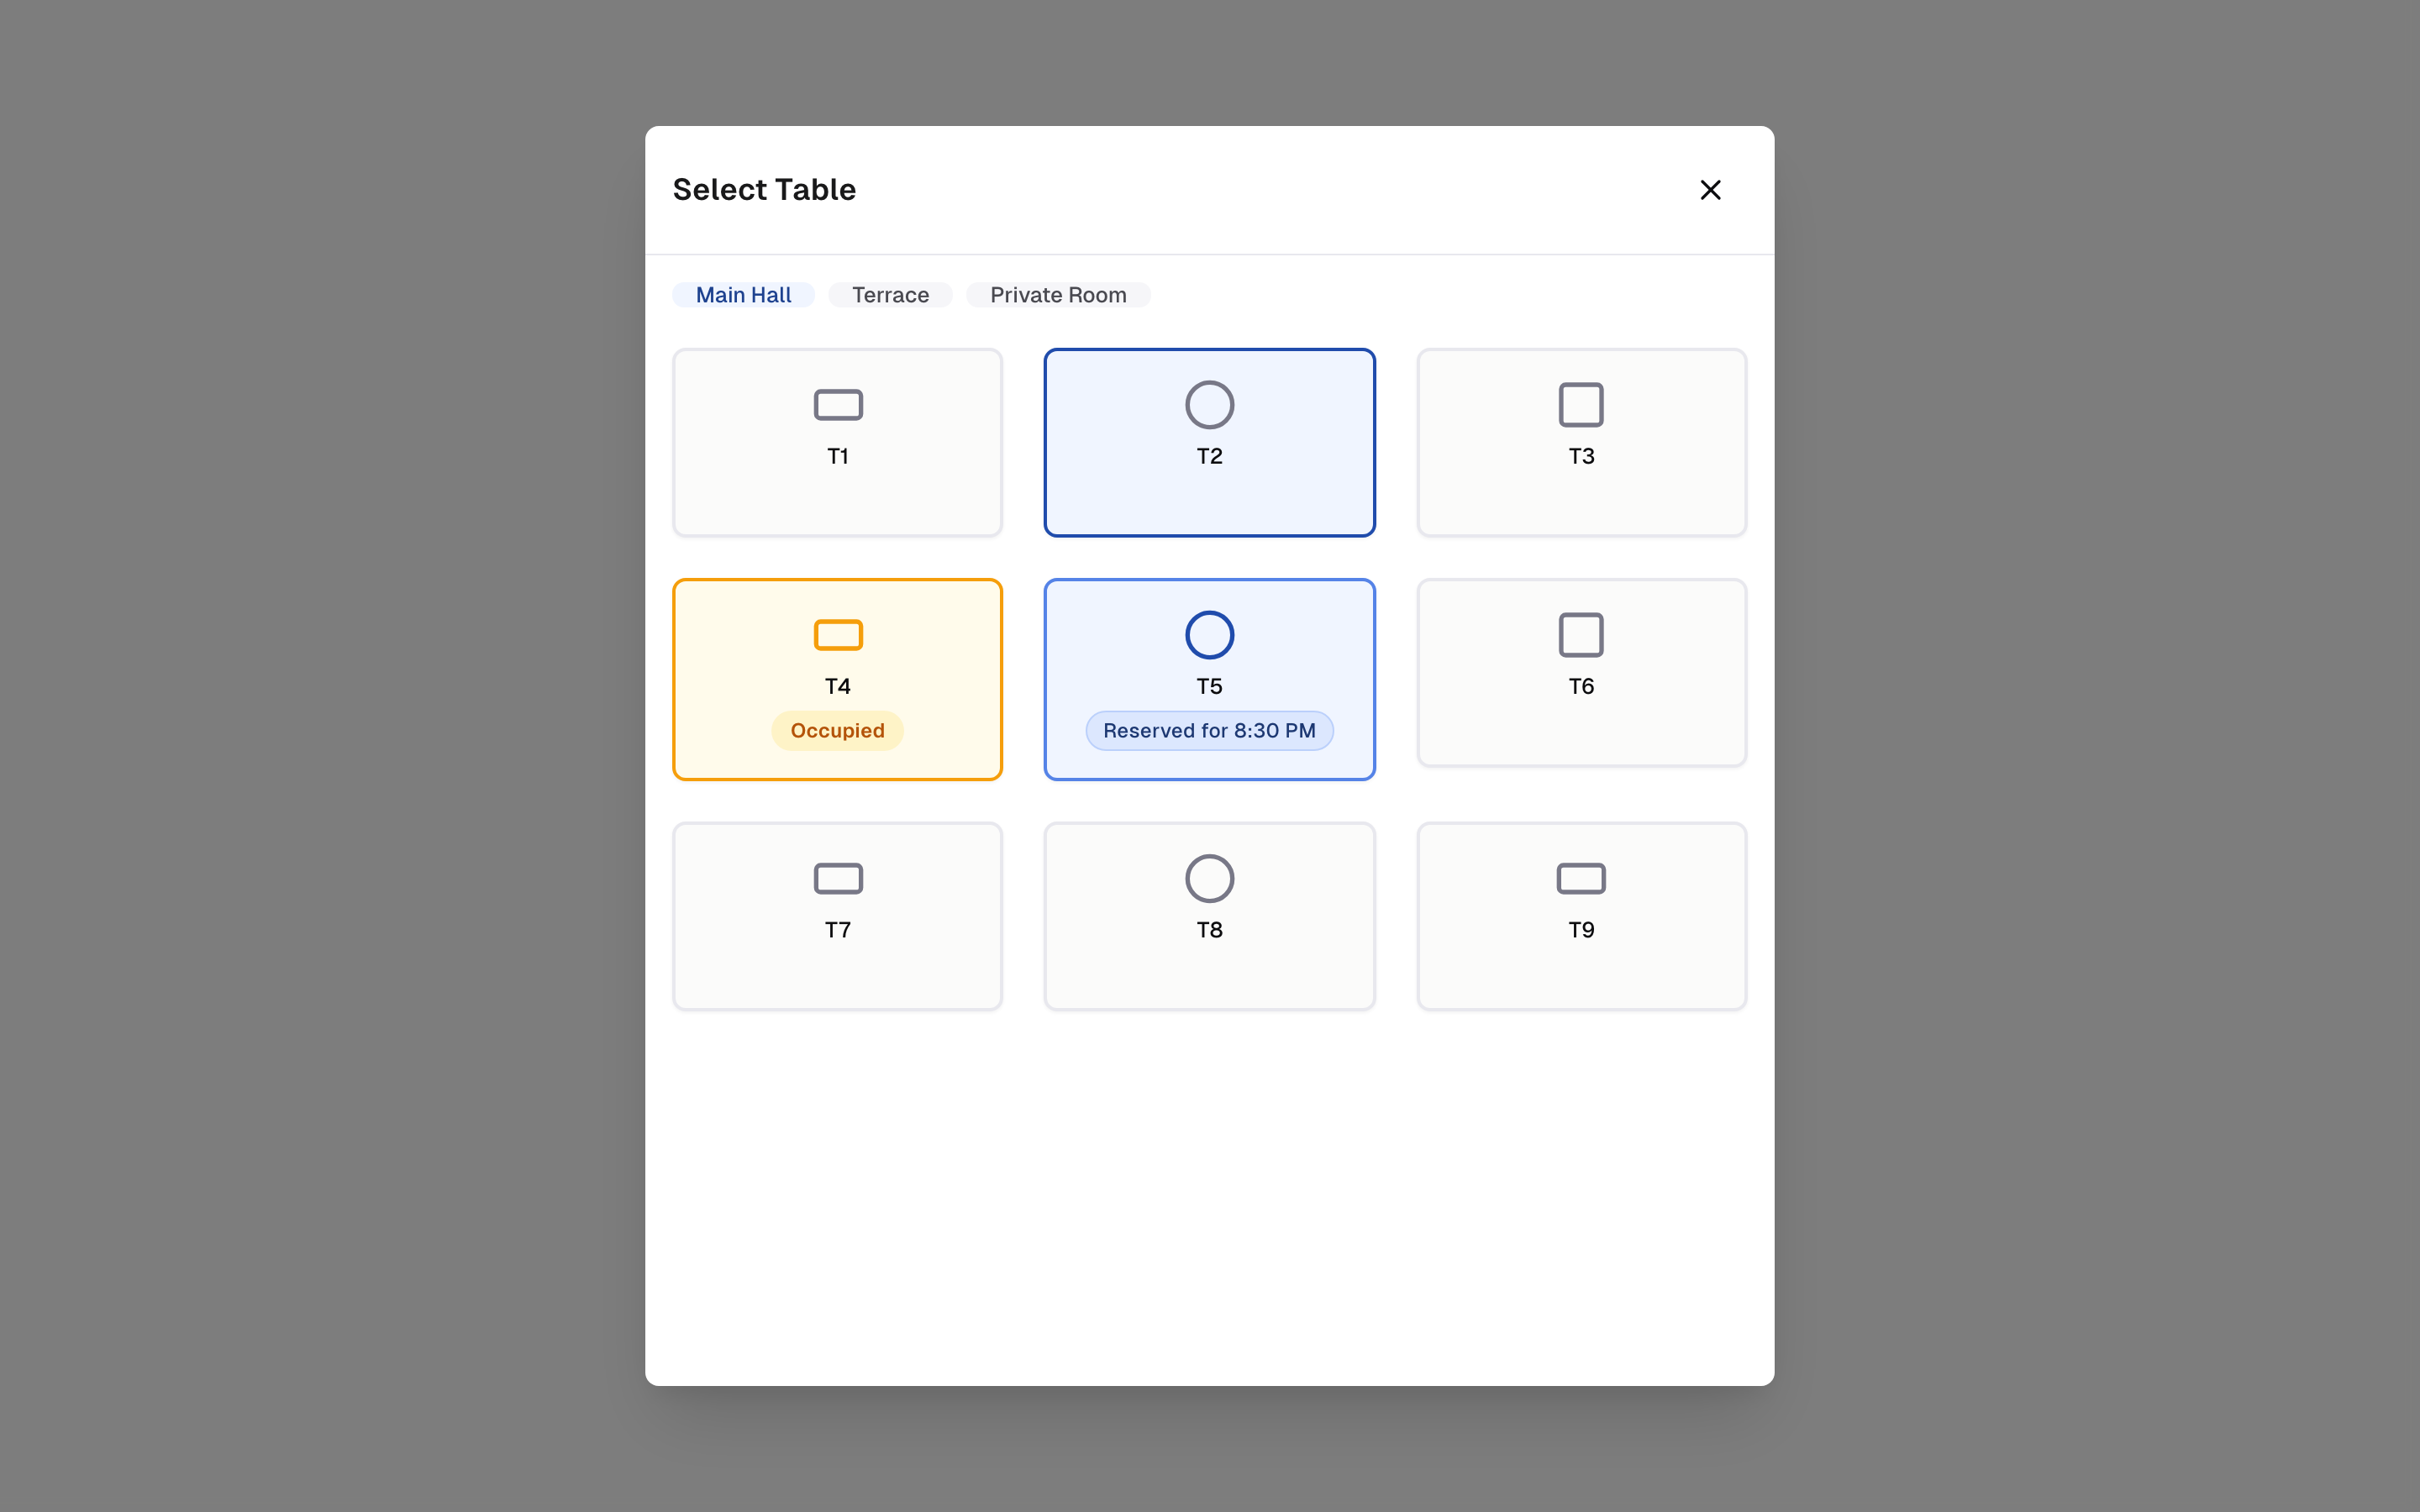 Select Table
Main Hall Terrace Private Room
T1 T2 T3
T4 T5 T6
Occupied Reserved for 8:30 PM
T7 T8 T9